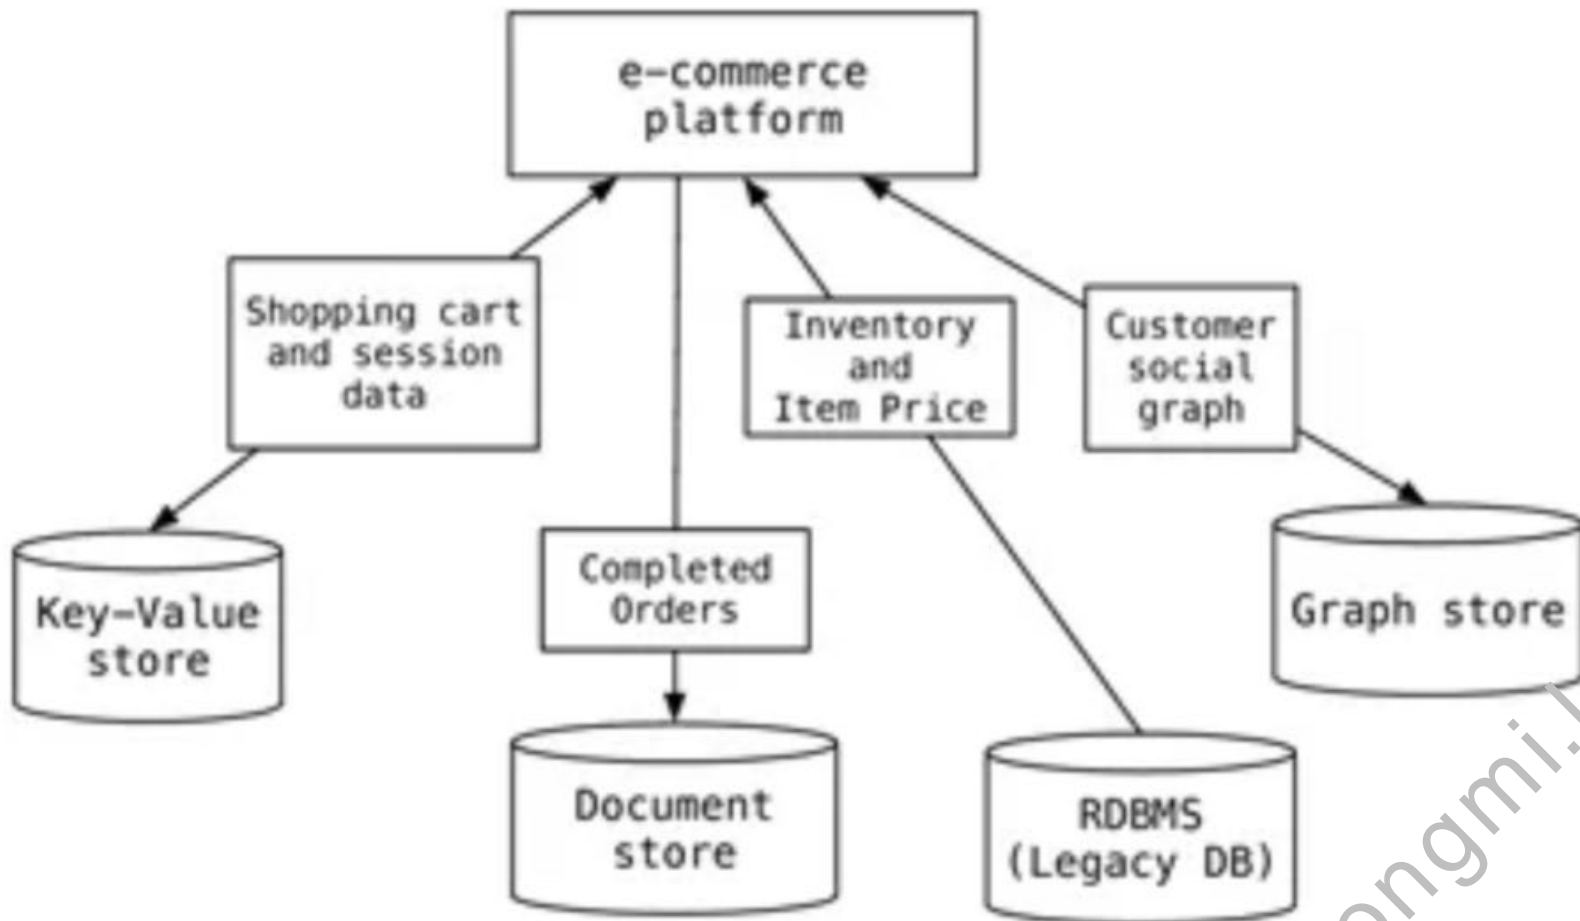 e-commerce
platform
Shopping cart
and session
data
Inventory
and
Item Price
Customer
social
graph
Completed
Orders
Key-Value
store
Graph store
Document
store
RDBMS
(Legacy DB)